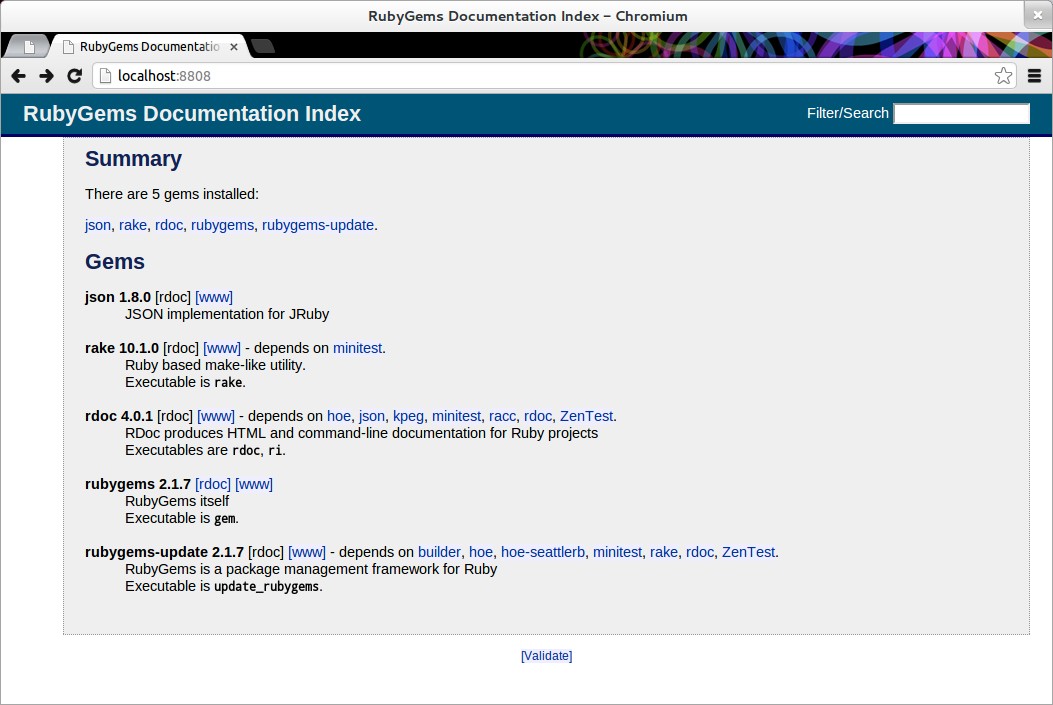 RubyGems Documentation Index – Chromium
RubyGems Documentatio
localhost:8808
RubyGems Documentation Index
Filter/Search
Summary
There are 5 gems installed:
json, rake, rdoc, rubygems, rubygems-update.
Gems
json 1.8.0 [rdoc] [www]
JSON implementation for JRuby
rake 10.1.0 [rdoc] [www] - depends on minitest.
Ruby based make-like utility.
Executable is rake.
rdoc 4.0.1 [rdoc] [www] - depends on hoe, json, kpeg, minitest, racc, rdoc, ZenTest.
RDoc produces HTML and command-line documentation for Ruby projects
Executables are rdoc, ri.
rubygems 2.1.7 [rdoc] [www]
RubyGems itself
Executable is gem.
rubygems-update 2.1.7 [rdoc] [www] - depends on builder, hoe, hoe-seattlerb, minitest, rake, rdoc, ZenTest.
RubyGems is a package management framework for Ruby
Executable is update_rubygems.
[Validate]